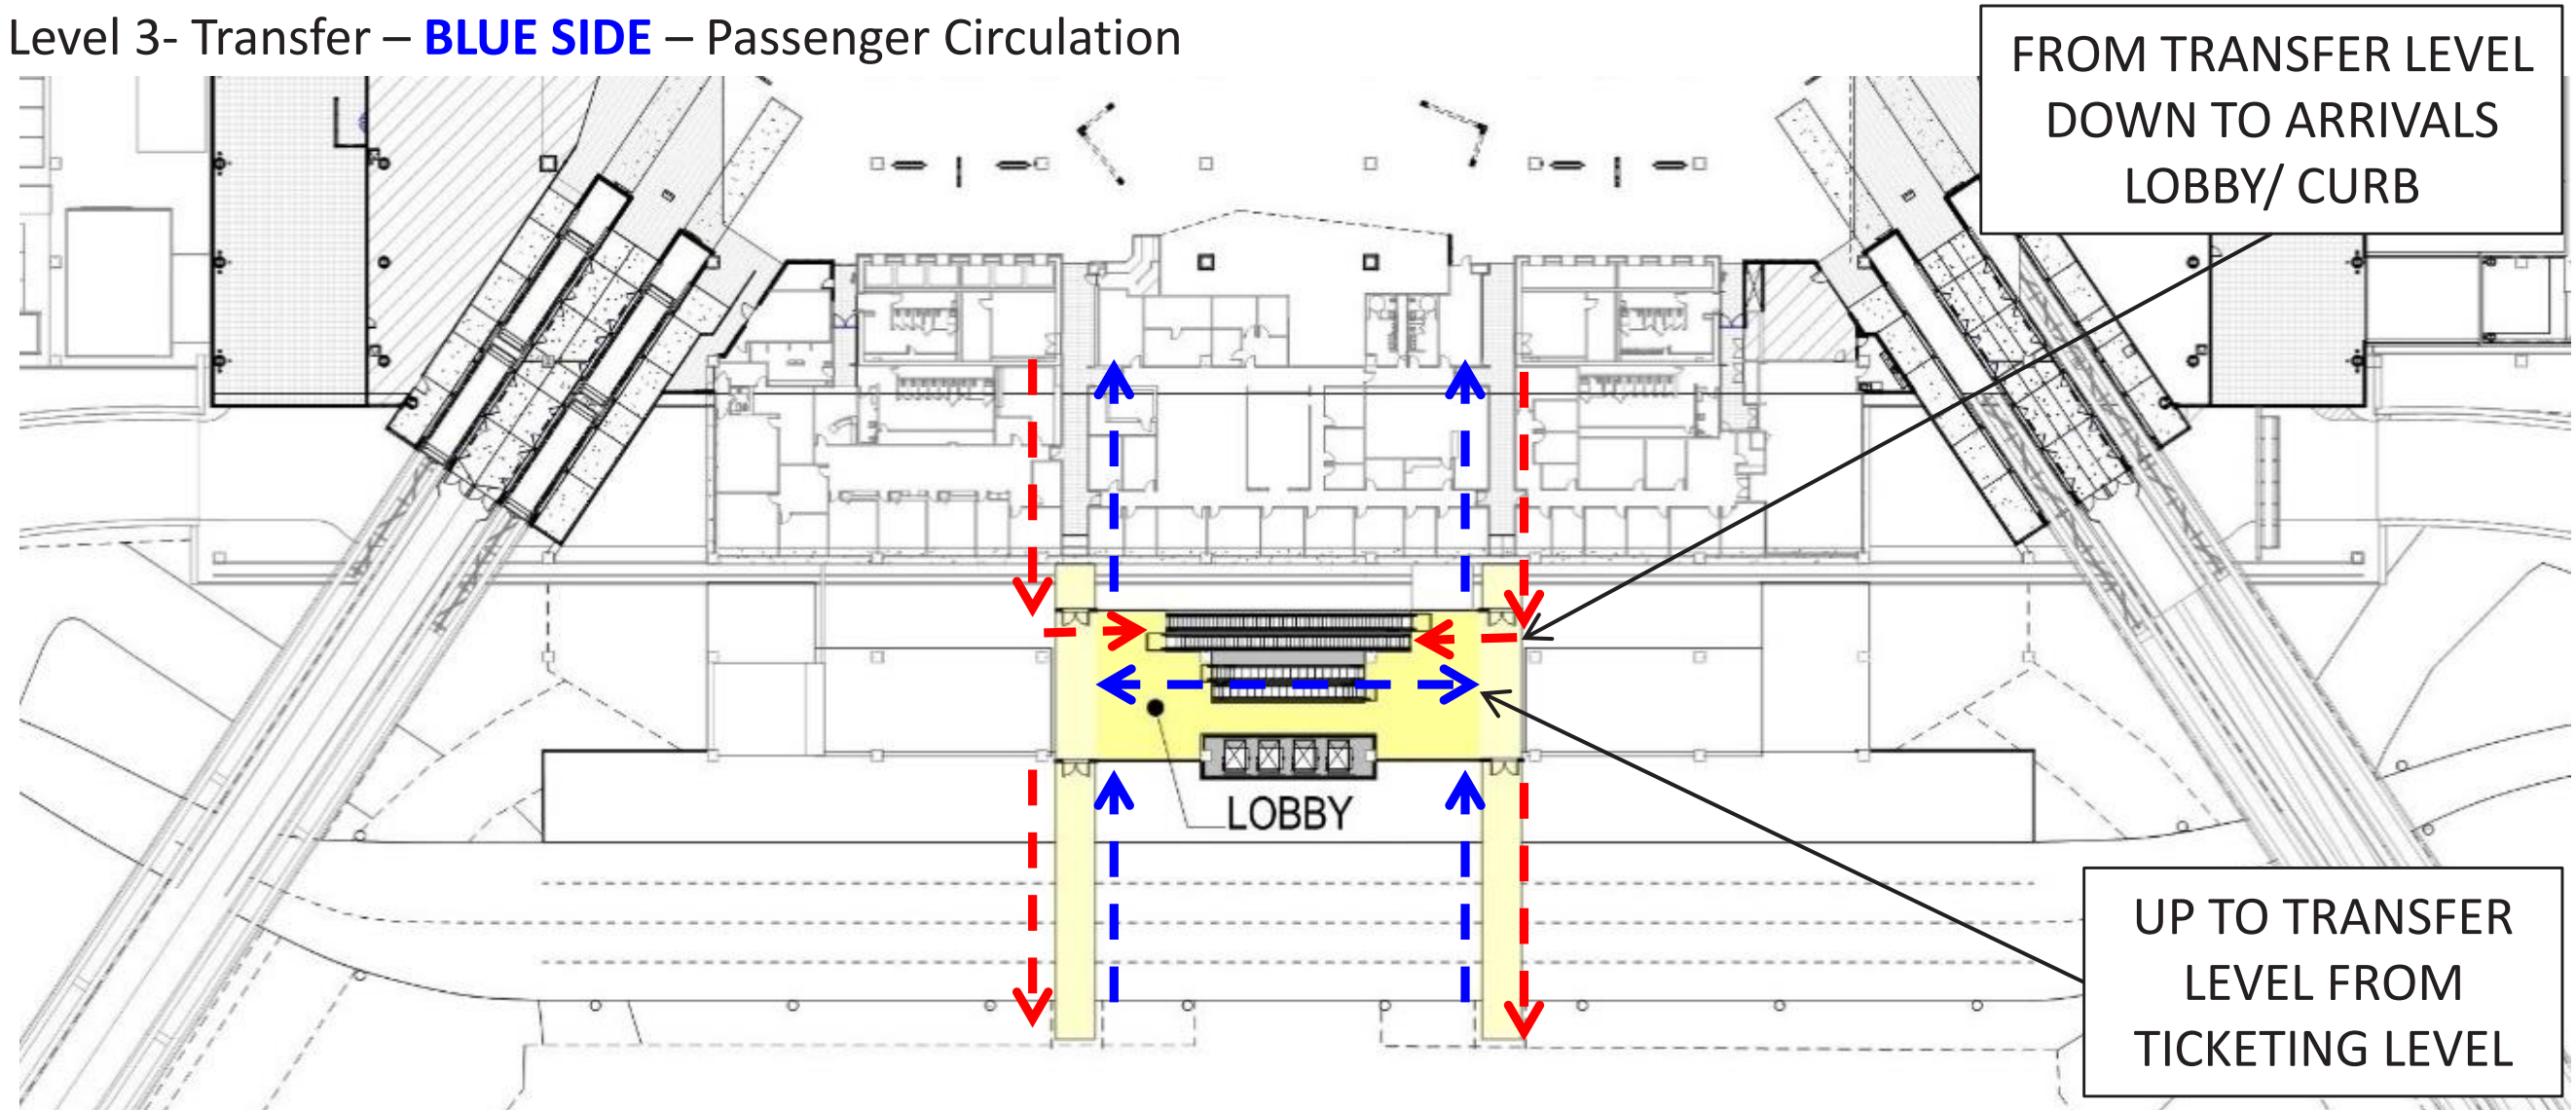 Level 3- Transfer – BLUE SIDE – Passenger Circulation
FROM TRANSFER LEVEL
DOWN TO ARRIVALS
LOBBY/ CURB
LOBBY
UP TO TRANSFER
LEVEL FROM
TICKETING LEVEL